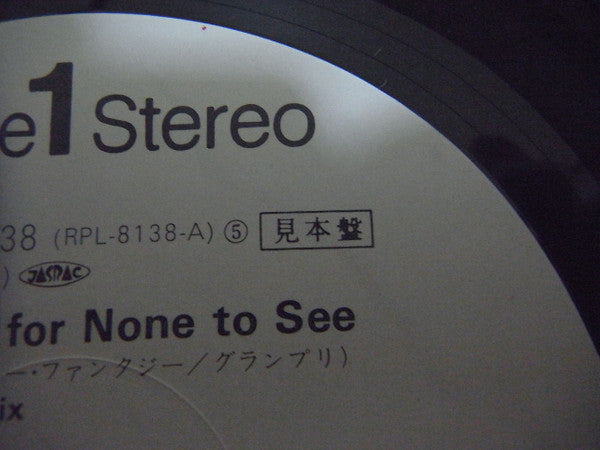 e1 Stereo
38 (RPL-8138-A) ⑤ 見本盤
) JASRAC
for None to See
ー・ファンタジー/グランプリ)
ix